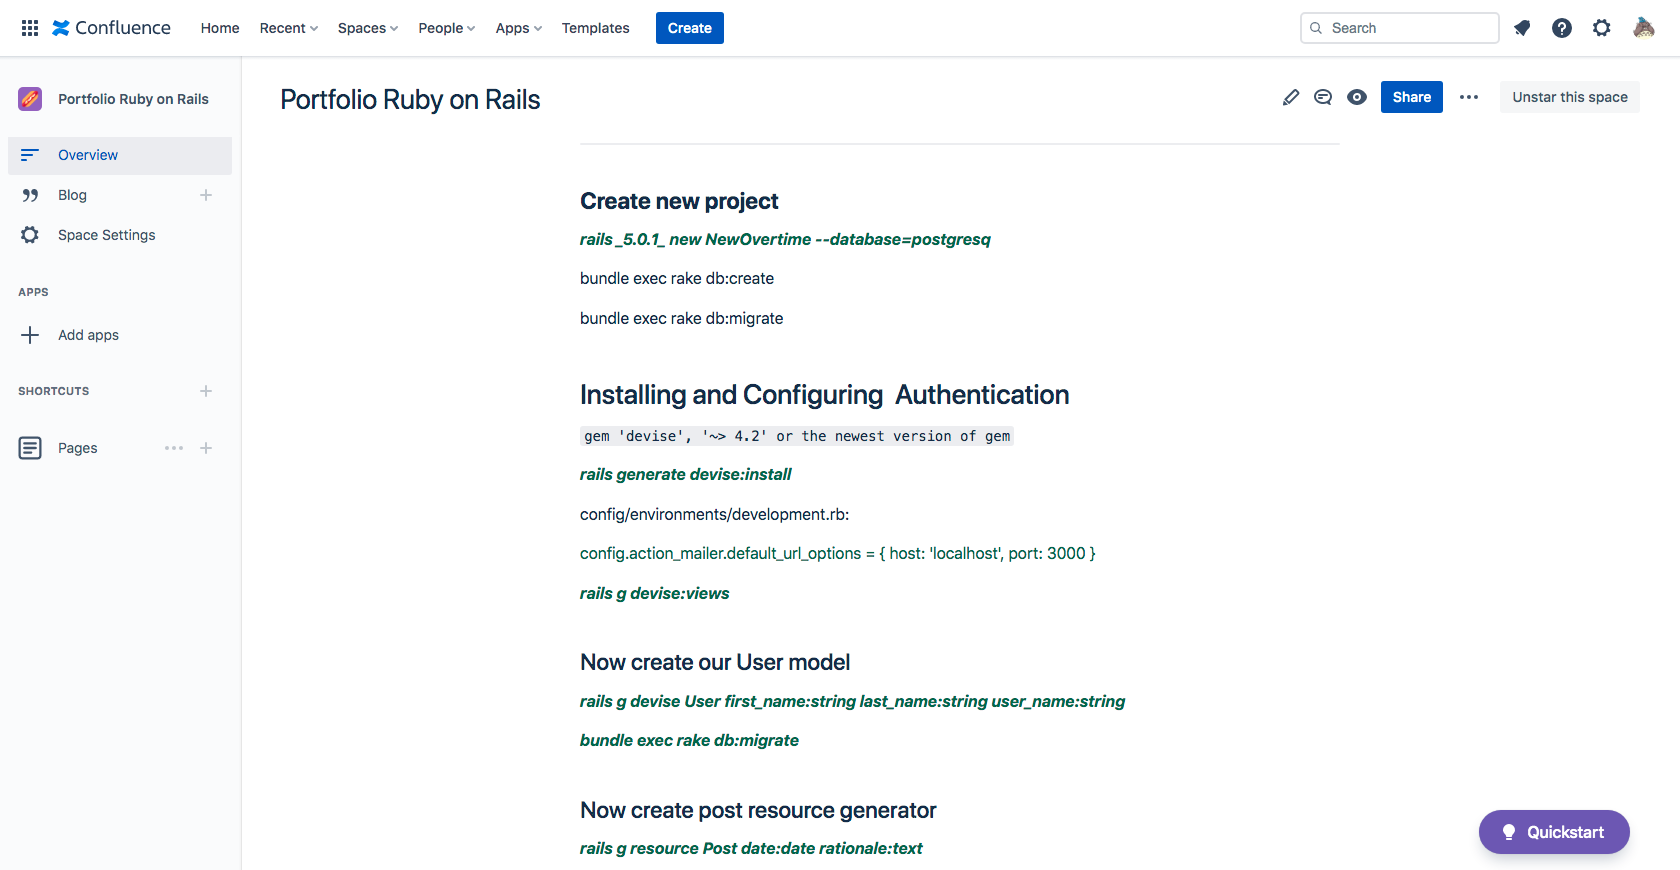 Confluence Home Recent Spaces People Apps Templates Create Search
Portfolio Ruby on Rails
Overview
Blog
Space Settings
APPS
Add apps
SHORTCUTS
Pages
Portfolio Ruby on Rails
Share
Unstar this space
Create new project
rails _5.0.1_ new NewOvertime --database=postgresq
bundle exec rake db:create
bundle exec rake db:migrate
Installing and Configuring  Authentication
gem 'devise', '~> 4.2' or the newest version of gem
rails generate devise:install
config/environments/development.rb:
config.action_mailer.default_url_options = { host: 'localhost', port: 3000 }
rails g devise:views
Now create our User model
rails g devise User first_name:string last_name:string user_name:string
bundle exec rake db:migrate
Now create post resource generator
rails g resource Post date:date rationale:text
Quickstart